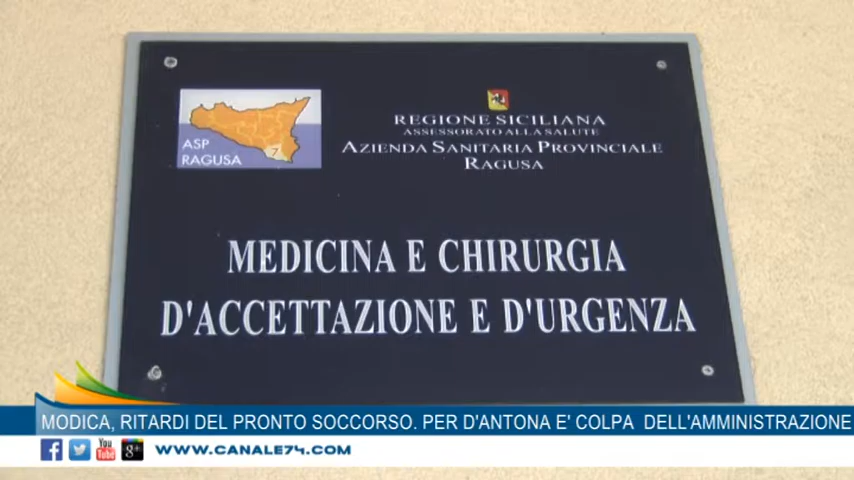 ASP
RAGUSA
7
REGIONE SICILIANA
ASSESSORATO ALLA SALUTE
AZIENDA SANITARIA PROVINCIALE
RAGUSA
MEDICINA E CHIRURGIA
D'ACCETTAZIONE E D'URGENZA
MODICA, RITARDI DEL PRONTO SOCCORSO. PER D'ANTONA E' COLPA DELL'AMMINISTRAZIONE
You Tube g+ WWW.CANALE74.COM